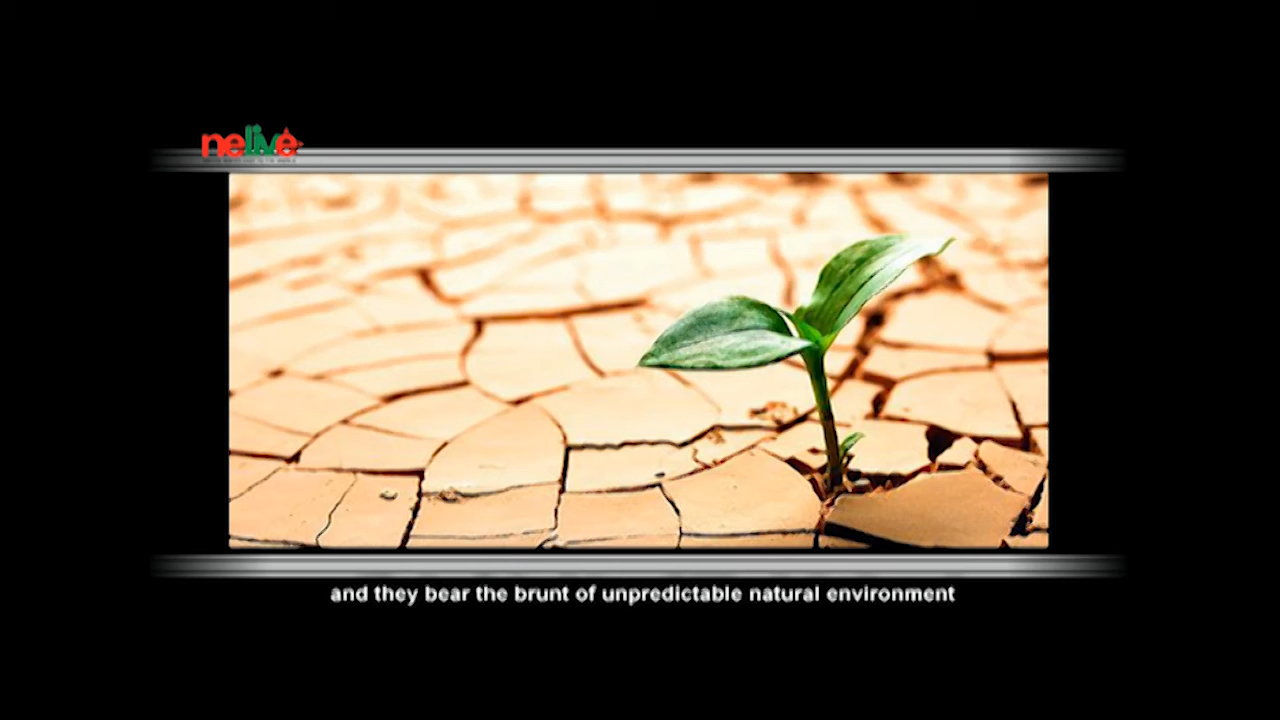 nelive
and they bear the brunt of unpredictable natural environment